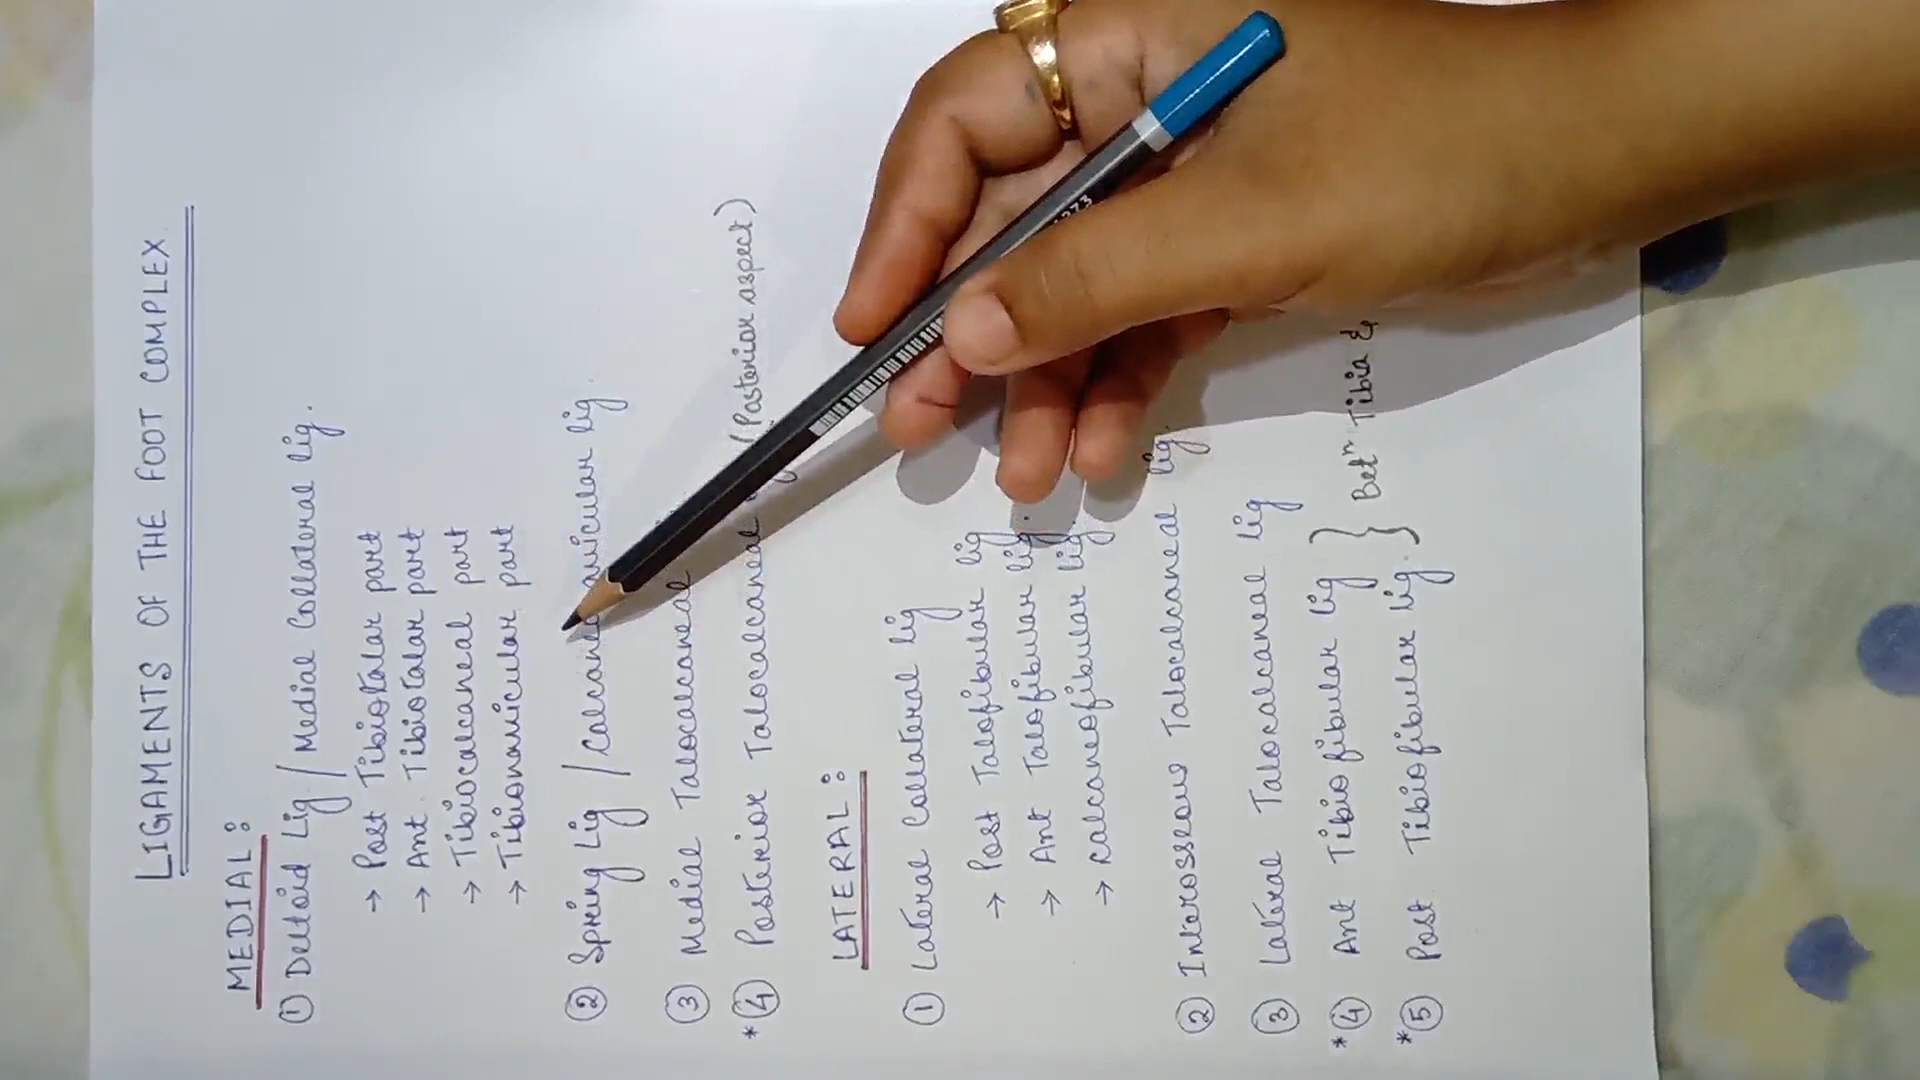 LIGAMENTS OF THE FOOT COMPLEX
MEDIAL :
① Deltoid Lig / Medial Collateral lig.
→ Post Tibiotalar part
→ Ant. Tibiotalar part
→ Tibiocalcaneal part
→ Tibionavicular part
② Spring Lig / Calcaneonavicular lig
③ Medial Talocalcaneal
*④ Posterior Talocalcaneal (Posterior aspect)
LATERAL :
① Lateral Collateral lig
→ Post Talofibular lig
→ Ant Talofibular lig.
→ Calcaneofibular lig
② Interosseous Talocalcaneal lig.
③ Lateral Talocalcaneal lig
*④ Ant Tibiofibular lig } Betⁿ Tibia &
*⑤ Post Tibiofibular lig.